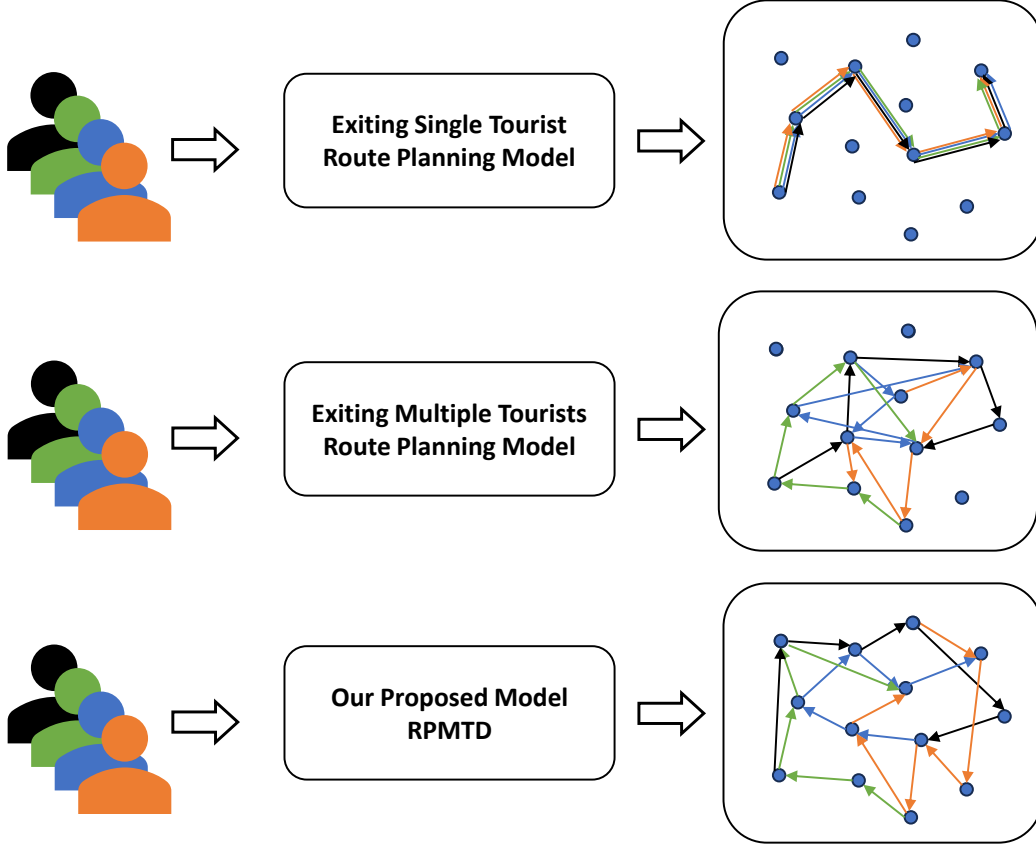 Exiting Single Tourist
Route Planning Model
Exiting Multiple Tourists
Route Planning Model
Our Proposed Model
RPMTD